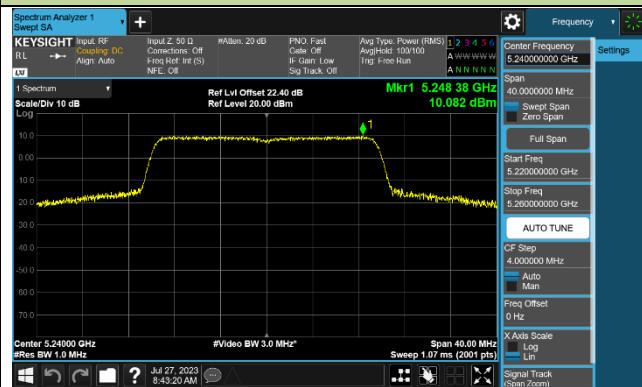 Spectrum Analyzer 1
Swept SA
Frequency
KEYSIGHT
Input: RF
Coupling: DC
Align: Auto
Input Z: 50 Ω
Corrections: Off
Freq Ref: Int (S)
NFE: Off
#Atten: 20 dB
PNO: Fast
Gate: Off
IF Gain: Low
Sig Track: Off
Avg Type: Power (RMS)
Avg|Hold: 100/100
Trig: Free Run
1 2 3 4 5 6
A W W W W W
A N N N N N
RL
LXI
1 Spectrum
Scale/Div 10 dB
Log
Ref Lvl Offset 22.40 dB
Ref Level 20.00 dBm
Mkr1 5.248 38 GHz
10.082 dBm
1
10.0
0.00
-10.0
-20.0
-30.0
-40.0
-50.0
-60.0
-70.0
Center 5.24000 GHz
#Res BW 1.0 MHz
#Video BW 3.0 MHz*
Span 40.00 MHz
Sweep 1.07 ms (2001 pts)
Center Frequency
5.240000000 GHz
Settings
Span
40.0000000 MHz
Swept Span
Zero Span
Full Span
Start Freq
5.220000000 GHz
Stop Freq
5.260000000 GHz
AUTO TUNE
CF Step
4.000000 MHz
Auto
Man
Freq Offset
0 Hz
X Axis Scale
Log
Lin
Signal Track
(Span Zoom)
Jul 27, 2023
8:43:20 AM